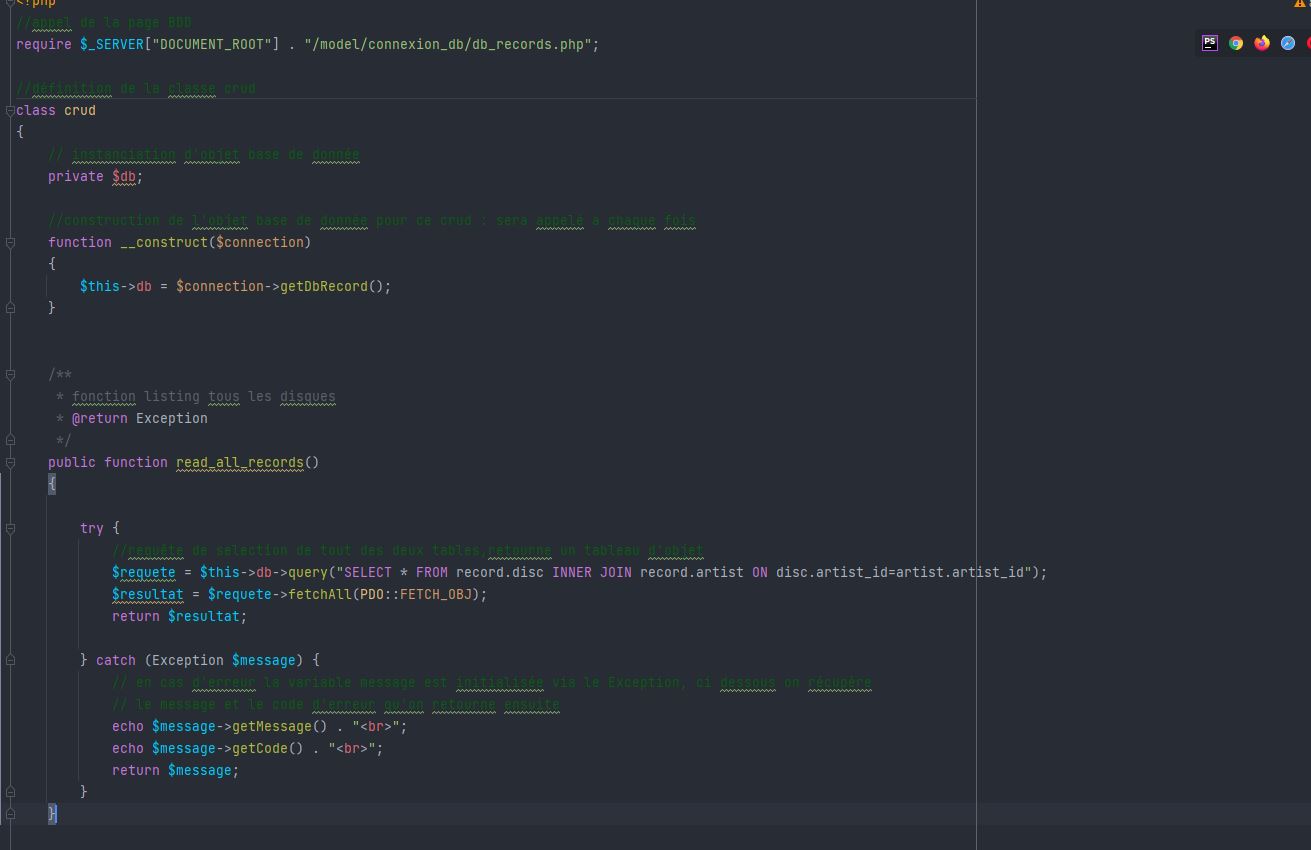 <?php
//appel de la page BDD
require $_SERVER["DOCUMENT_ROOT"] . "/model/connexion_db/db_records.php";
PS
//définition de la classe crud
class crud
{
// instanciation d'objet base de donnée
private $db;
//construction de l'objet base de donnée pour ce crud : sera appelé a chaque fois
function __construct($connection)
{
$this->db = $connection->getDbRecord();
}
/**
* fonction listing tous les disques
* @return Exception
*/
public function read_all_records()
{
try {
//requête de selection de tout des deux tables,retourne un tableau d'objet
$requete = $this->db->query("SELECT * FROM record.disc INNER JOIN record.artist ON disc.artist_id=artist.artist_id");
$resultat = $requete->fetchAll(PDO::FETCH_OBJ);
return $resultat;
} catch (Exception $message) {
// en cas d'erreur la variable message est initialisée via le Exception, ci dessous on récupère
// le message et le code d'erreur qu'on retourne ensuite
echo $message->getMessage() . "<br>";
echo $message->getCode() . "<br>";
return $message;
}
}